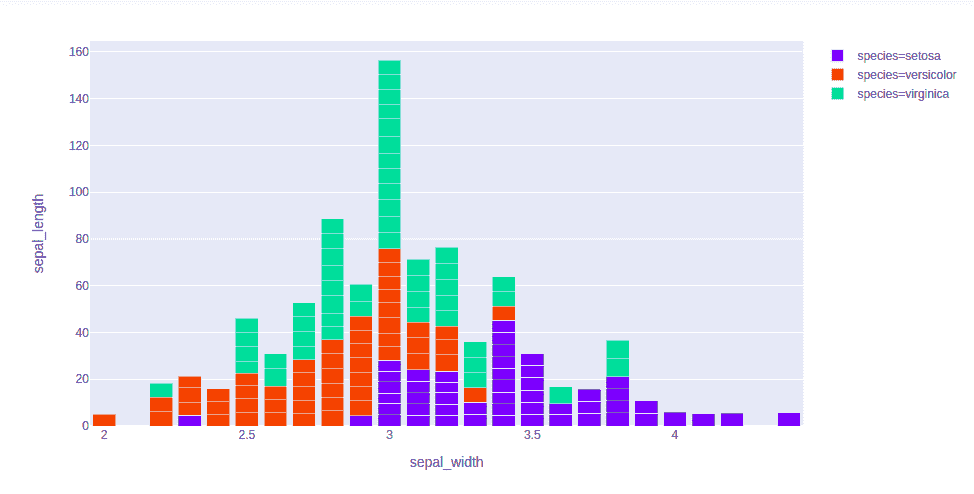 160
140
120
100
80
60
40
20
0
sepal_length
2
2.5
3
3.5
4
sepal_width
species=setosa
species=versicolor
species=virginica